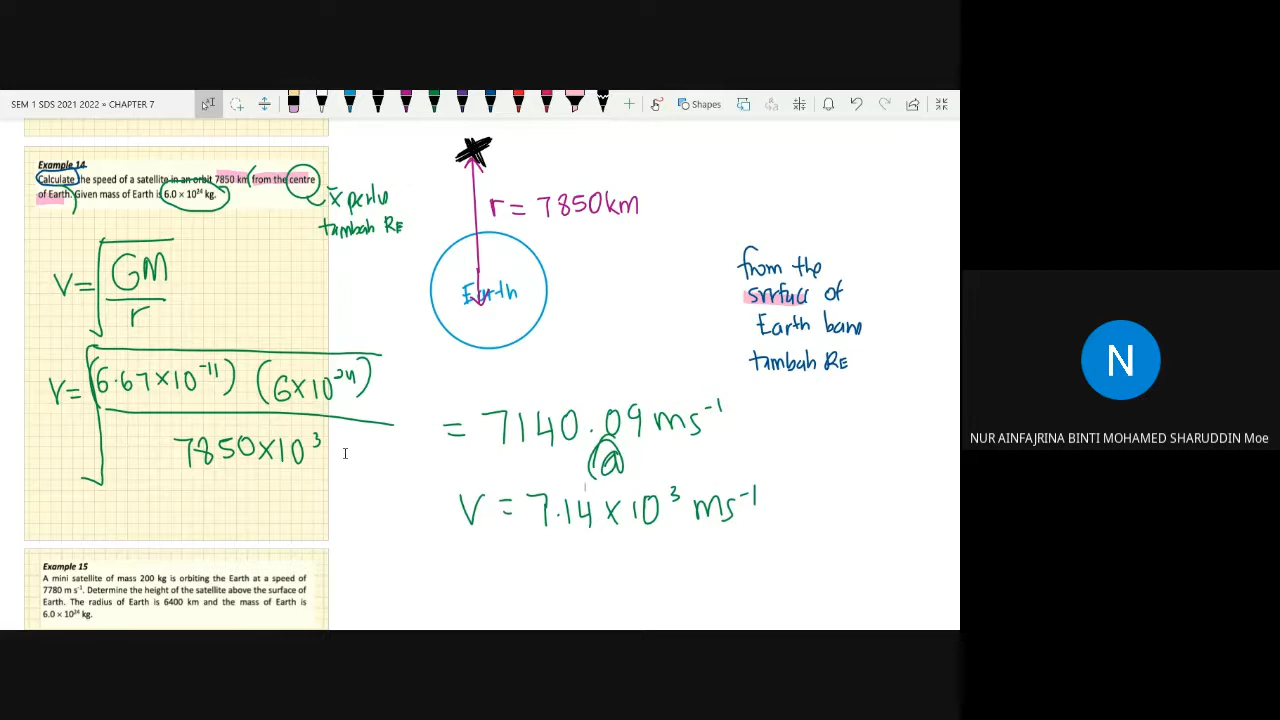 SEM 1 SDS 2021 2022 » CHAPTER 7
Shapes
Example 14
Calculate the speed of a satellite in an orbit 7850 km from the centre
of Earth. Given mass of Earth is 6.0 × 10²⁴ kg.
x̄ perlu
tambah RE
r = 7850km
Earth
from the
surface of
Earth baru
tambah RE
V = √GM/r
V = √(6.67×10⁻¹¹) (6×10²⁴)
7850×10³
= 7140.09 ms⁻¹
V = 7.14 × 10³ ms⁻¹
Example 15
A mini satellite of mass 200 kg is orbiting the Earth at a speed of
7780 m s⁻¹. Determine the height of the satellite above the surface of
Earth. The radius of Earth is 6400 km and the mass of Earth is
6.0 × 10²⁴ kg.
N
NUR AINFAJRINA BINTI MOHAMED SHARUDDIN Moe